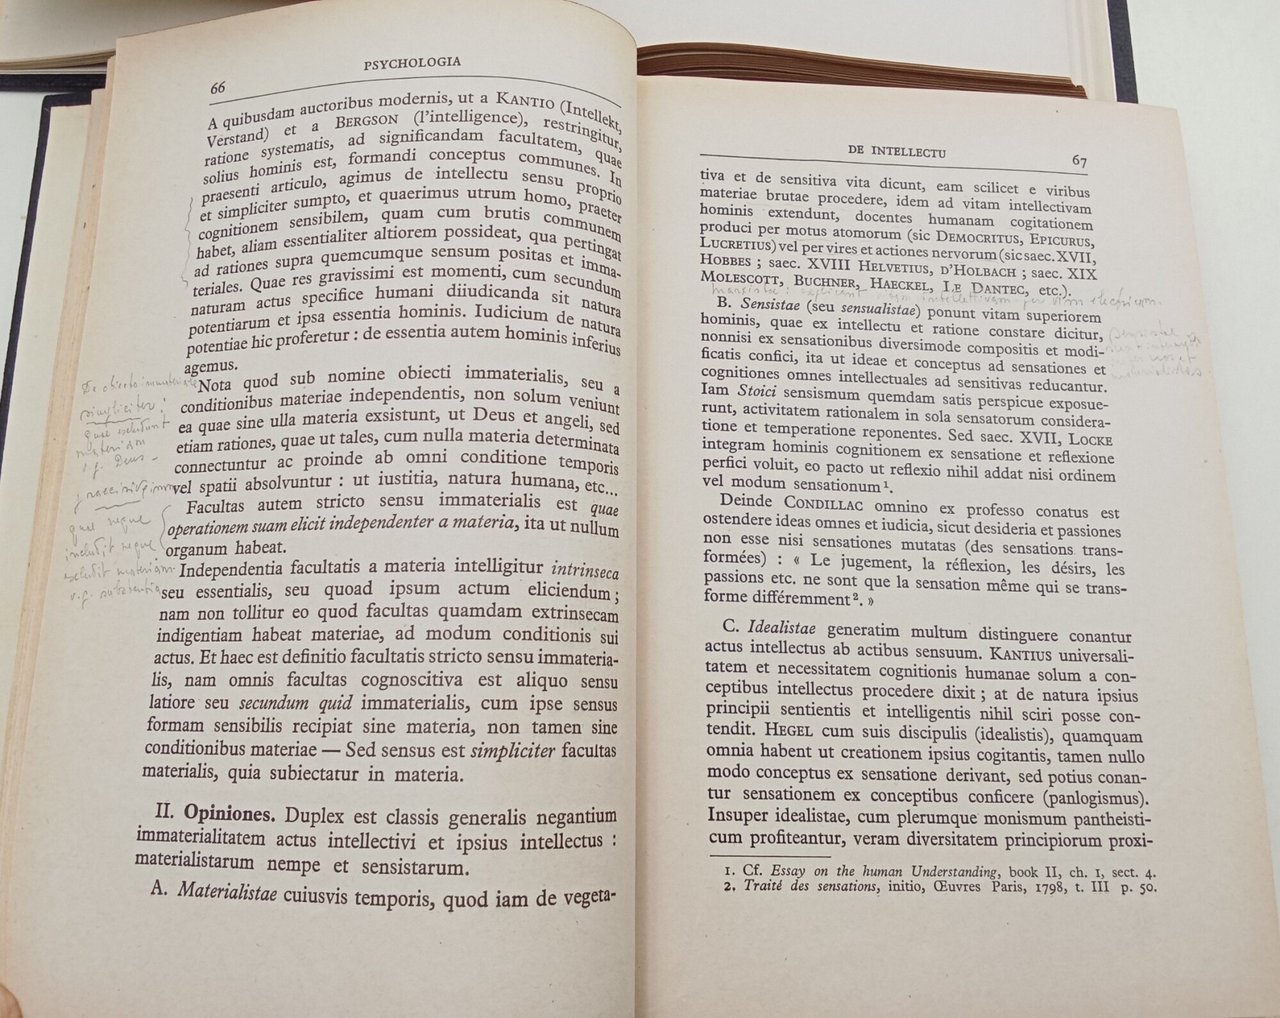 66
PSYCHOLOGIA
A quibusdam auctoribus modernis, ut a KANTIO (Intellekt,
Verstand) et a BERGSON (l'intelligence), restringitur,
ratione systematis, ad significandam facultatem, quae
solius hominis est, formandi conceptus communes. In
praesenti articulo, agimus de intellectu sensu proprio
et simpliciter sumpto, et quaerimus utrum homo, praeter
cognitionem sensibilem, quam cum brutis communem
habet, aliam essentialiter altiorem possideat, qua pertingat
ad rationes supra quemcumque sensum positas et imma-
teriales. Quae res gravissimi est momenti, cum secundum
naturam actus specifice humani diiudicanda sit natura
potentiarum et ipsa essentia hominis. Iudicium de natura
potentiae hic proferetur : de essentia autem hominis inferius
agemus.
Nota quod sub nomine obiecti immaterialis, seu a
conditionibus materiae independentis, non solum veniunt
ea quae sine ulla materia exsistunt, ut Deus et angeli, sed
etiam rationes, quae ut tales, cum nulla materia determinata
connectuntur ac proinde ab omni conditione temporis
vel spatii absolvuntur : ut iustitia, natura humana, etc...
Facultas autem stricto sensu immaterialis est quae
operationem suam elicit independenter a materia, ita ut nullum
organum habeat.
Independentia facultatis a materia intelligitur intrinseca
seu essentialis, seu quoad ipsum actum eliciendum ;
nam non tollitur eo quod facultas quamdam extrinsecam
indigentiam habeat materiae, ad modum conditionis sui
actus. Et haec est definitio facultatis stricto sensu immateria-
lis, nam omnis facultas cognoscitiva est aliquo sensu
latiore seu secundum quid immaterialis, cum ipse sensus
formam sensibilis recipiat sine materia, non tamen sine
conditionibus materiae — Sed sensus est simpliciter facultas
materialis, quia subiectatur in materia.
II. Opiniones. Duplex est classis generalis negantium
immaterialitatem actus intellectivi et ipsius intellectus :
materialistarum nempe et sensistarum.
A. Materialistae cuiusvis temporis, quod iam de vegeta-
De obiecto immateriale
simpliciter :
quae excludunt
materiam
v. g. Deus -
quae neque
includit neque
excludit materiam
v. g. substantia
DE INTELLECTU
67
tiva et de sensitiva vita dicunt, eam scilicet e viribus
materiae brutae procedere, idem ad vitam intellectivam
hominis extendunt, docentes humanam cogitationem
produci per motus atomorum (sic DEMOCRITUS, EPICURUS,
LUCRETIUS) vel per vires et actiones nervorum (sic saec. XVII,
HOBBES ; saec. XVIII HELVETIUS, D'HOLBACH ; saec. XIX
MOLESCOTT, BUCHNER, HAECKEL, LE DANTEC, etc.).
B. Sensistae (seu sensualistae) ponunt vitam superiorem
hominis, quae ex intellectu et ratione constare dicitur,
nonnisi ex sensationibus diversimode compositis et modi-
ficatis confici, ita ut ideae et conceptus ad sensationes et
cognitiones omnes intellectuales ad sensitivas reducantur.
Iam Stoici sensismum quemdam satis perspicue exposue-
runt, activitatem rationalem in sola sensatorum considera-
tione et temperatione reponentes. Sed saec. XVII, LOCKE
integram hominis cognitionem ex sensatione et reflexione
perfici voluit, eo pacto ut reflexio nihil addat nisi ordinem
vel modum sensationum¹.
Deinde CONDILLAC omnino ex professo conatus est
ostendere ideas omnes et iudicia, sicut desideria et passiones
non esse nisi sensationes mutatas (des sensations trans-
formées) : « Le jugement, la réflexion, les désirs, les
passions etc. ne sont que la sensation même qui se trans-
forme différemment². »
C. Idealistae generatim multum distinguere conantur
actus intellectus ab actibus sensuum. KANTIUS universali-
tatem et necessitatem cognitionis humanae solum a con-
ceptibus intellectus procedere dixit ; at de natura ipsius
principii sentientis et intelligentis nihil sciri posse con-
tendit. HEGEL cum suis discipulis (idealistis), quamquam
omnia habent ut creationem ipsius cogitantis, tamen nullo
modo conceptus ex sensatione derivant, sed potius conan-
tur sensationem ex conceptibus conficere (panlogismus).
Insuper idealistae, cum plerumque monismum pantheisti-
cum profiteantur, veram diversitatem principiorum proxi-
1. Cf. Essay on the human Understanding, book II, ch. 1, sect. 4.
2. Traité des sensations, initio, Œuvres Paris, 1798, t. III p. 50.